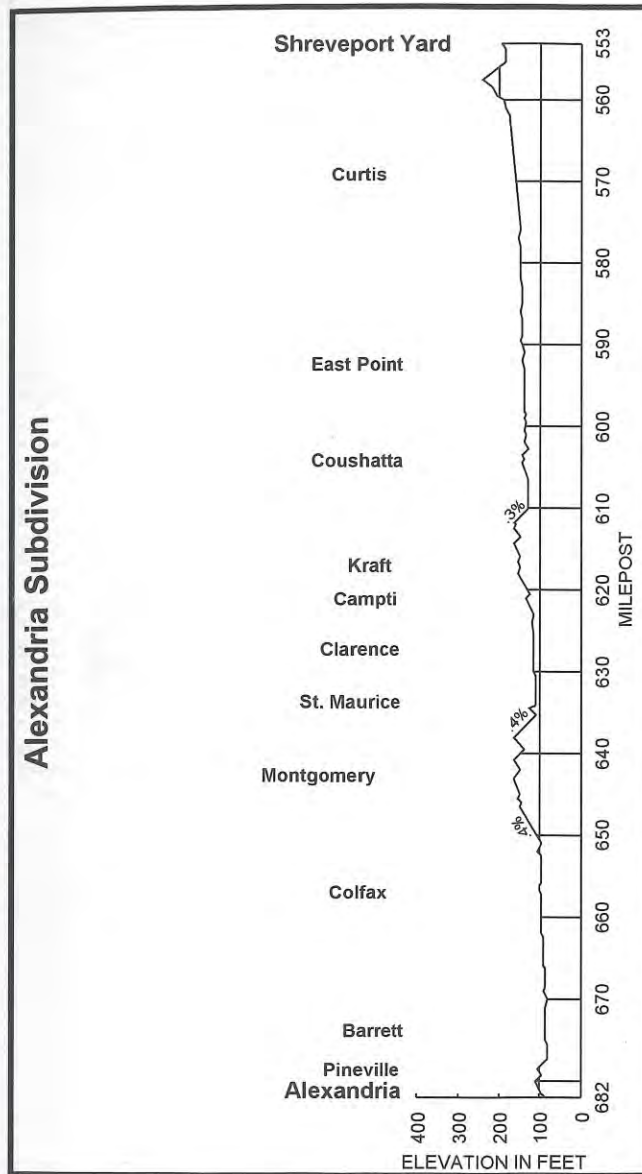 Alexandria Subdivision
Shreveport Yard
Curtis
East Point
Coushatta
Kraft
Campti
Clarence
St. Maurice
Montgomery
Colfax
Barrett
Pineville
Alexandria
.3%
.4%
.4%
553
560
570
580
590
600
610
620
630
640
650
660
670
682
MILEPOST
400
300
200
100
0
ELEVATION IN FEET